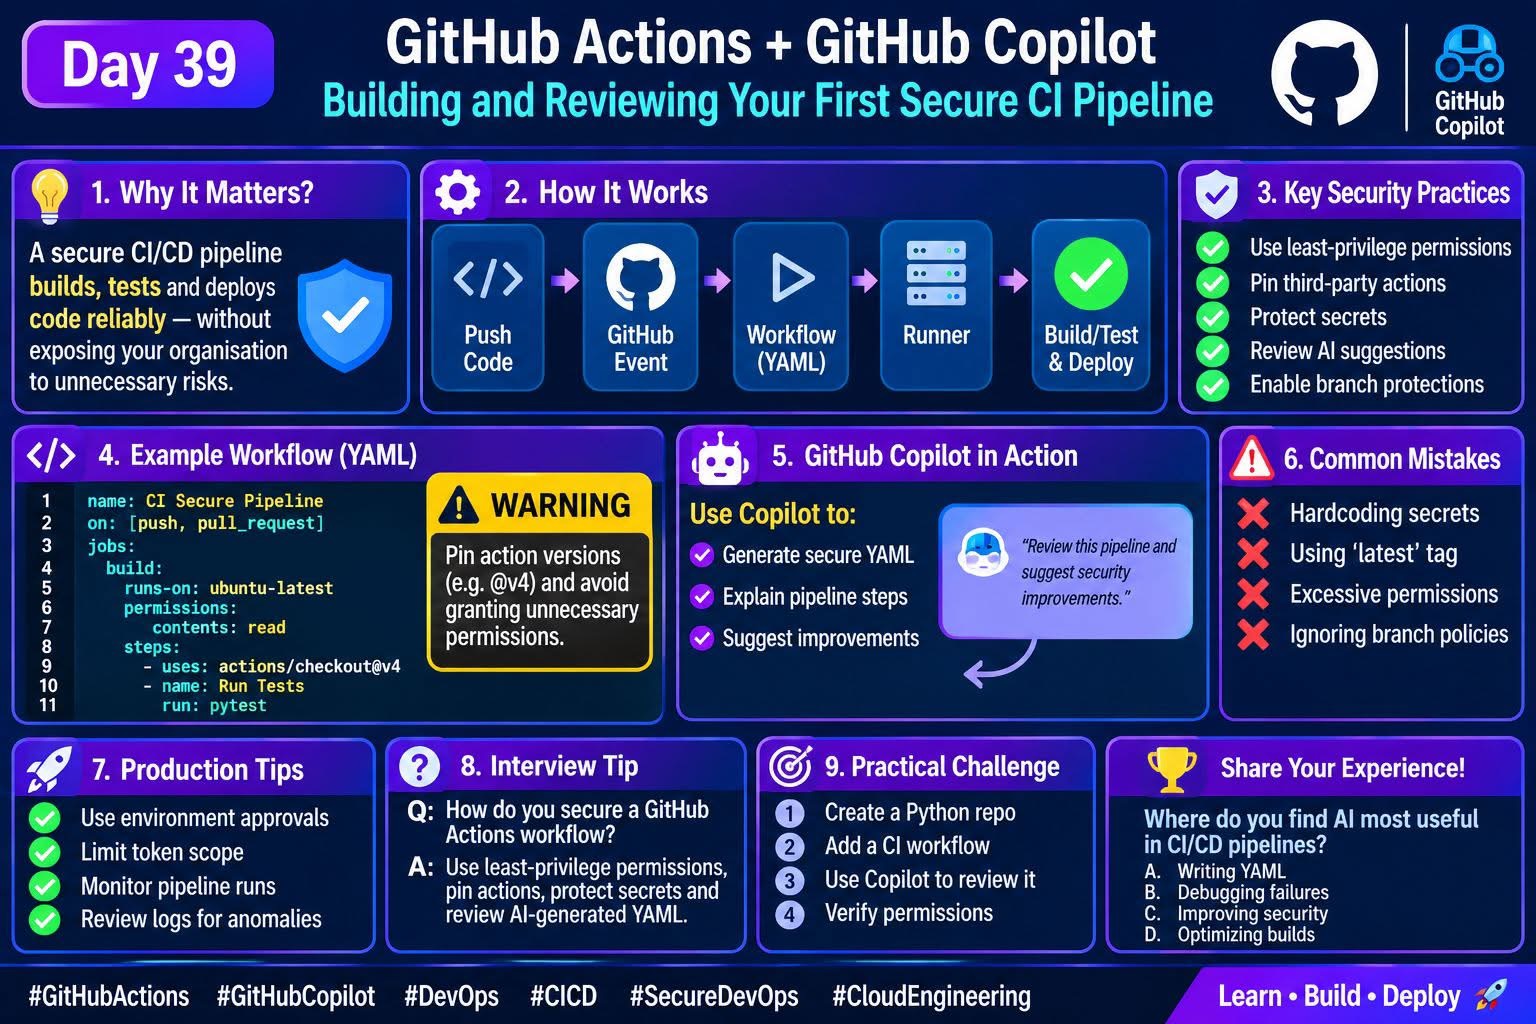 Day 39
GitHub Actions + GitHub Copilot
Building and Reviewing Your First Secure CI Pipeline
GitHub
Copilot
1. Why It Matters?
A secure CI/CD pipeline
builds, tests and deploys
code reliably — without
exposing your organisation
to unnecessary risks.
2. How It Works
</>
Push
Code
GitHub
Event
Workflow
(YAML)
Runner
Build/Test
& Deploy
3. Key Security Practices
Use least-privilege permissions
Pin third-party actions
Protect secrets
Review AI suggestions
Enable branch protections
</> 4. Example Workflow (YAML)
1 name: CI Secure Pipeline
2 on: [push, pull_request]
3 jobs:
4 build:
5 runs-on: ubuntu-latest
6 permissions:
7 contents: read
8 steps:
9 - uses: actions/checkout@v4
10 - name: Run Tests
11 run: pytest
WARNING
Pin action versions
(e.g. @v4) and avoid
granting unnecessary
permissions.
5. GitHub Copilot in Action
Use Copilot to:
Generate secure YAML
Explain pipeline steps
Suggest improvements
“Review this pipeline and
suggest security
improvements.”
6. Common Mistakes
Hardcoding secrets
Using ‘latest’ tag
Excessive permissions
Ignoring branch policies
7. Production Tips
Use environment approvals
Limit token scope
Monitor pipeline runs
Review logs for anomalies
? 8. Interview Tip
Q: How do you secure a GitHub
Actions workflow?
A: Use least-privilege permissions,
pin actions, protect secrets and
review AI-generated YAML.
9. Practical Challenge
1 Create a Python repo
2 Add a CI workflow
3 Use Copilot to review it
4 Verify permissions
Share Your Experience!
Where do you find AI most useful
in CI/CD pipelines?
A. Writing YAML
B. Debugging failures
C. Improving security
D. Optimizing builds
#GitHubActions #GitHubCopilot #DevOps #CICD #SecureDevOps #CloudEngineering
Learn • Build • Deploy